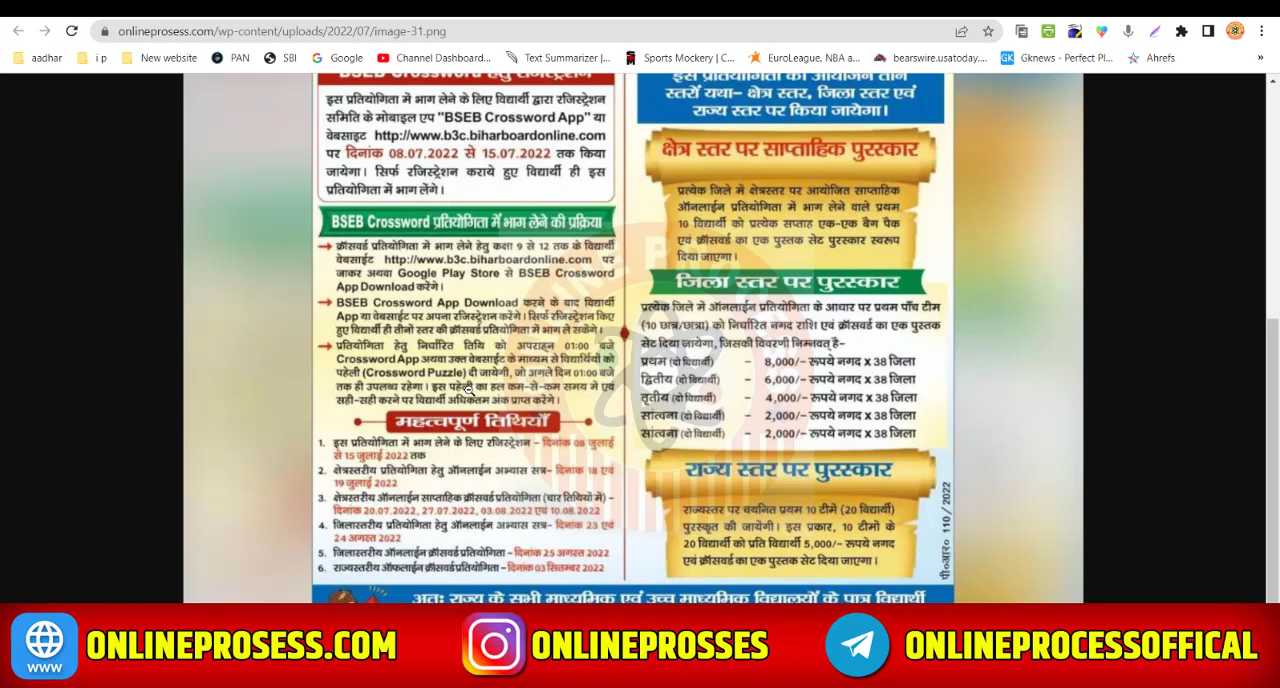 onlineprosess.com/wp-content/uploads/2022/07/image-31.png
aadhar
i p
New website
PAN
SBI
Google
Channel Dashboard...
Text Summarizer |...
Sports Mockery | C...
EuroLeague, NBA a...
bearswire.usatoday....
GK
Gknews - Perfect Pl...
Ahrefs
»
BSEB Crossword हेतु रजिस्ट्रेशन
इस प्रतियोगिता में भाग लेने के लिए विद्यार्थी द्वारा रजिस्ट्रेशन
समिति के मोबाइल एप "BSEB Crossword App" या
वेबसाइट http://www.b3c.biharboardonline.com
पर दिनांक 08.07.2022 से 15.07.2022 तक किया
जायेगा। सिर्फ रजिस्ट्रेशन कराये हुए विद्यार्थी ही इस
प्रतियोगिता में भाग लेंगे।
BSEB Crossword प्रतियोगिता में भाग लेने की प्रक्रिया
→ क्रॉसवर्ड प्रतियोगिता में भाग लेने हेतु कक्षा 9 से 12 तक के विद्यार्थी
वेबसाईट http://www.b3c.biharboardonline.com पर
जाकर अथवा Google Play Store से BSEB Crossword
App Download करेंगे।
→ BSEB Crossword App Download करने के बाद विद्यार्थी
App या वेबसाईट पर अपना रजिस्ट्रेशन करेंगे। सिर्फ रजिस्ट्रेशन किए
हुए विद्यार्थी ही तीनों स्तर की क्रॉसवर्ड प्रतियोगिता में भाग ले सकेंगे।
→ प्रतियोगिता हेतु निर्धारित तिथि को अपराहन 01:00 बजे
Crossword App अथवा उक्त वेबसाईट के माध्यम से विद्यार्थियों को
पहेली (Crossword Puzzle) दी जायेगी, जो अगले दिन 01:00 बजे
तक ही उपलब्ध रहेगा। इस पहेली का हल कम-से-कम समय में एवं
सही-सही करने पर विद्यार्थी अधिकतम अंक प्राप्त करेंगे।
महत्वपूर्ण तिथियाँ
1. इस प्रतियोगिता में भाग लेने के लिए रजिस्ट्रेशन – दिनांक 08 जुलाई
से 15 जुलाई 2022 तक
2. क्षेत्रस्तरीय प्रतियोगिता हेतु ऑनलाईन अभ्यास सत्र– दिनांक 18 एवं
19 जुलाई 2022
3. क्षेत्रस्तरीय ऑनलाईन साप्ताहिक क्रॉसवर्ड प्रतियोगिता (चार तिथियों में) –
दिनांक 20.07.2022, 27.07.2022, 03.08.2022 एवं 10.08.2022
4. जिलास्तरीय प्रतियोगिता हेतु ऑनलाईन अभ्यास सत्र– दिनांक 23 एवं
24 अगस्त 2022
5. जिलास्तरीय ऑनलाईन क्रॉसवर्ड प्रतियोगिता – दिनांक 25 अगस्त 2022
6. राज्यस्तरीय ऑफलाईन क्रॉसवर्ड प्रतियोगिता – दिनांक 03 सितम्बर 2022
इस प्रतियोगिता का आयोजन तीन
स्तरों यथा– क्षेत्र स्तर, जिला स्तर एवं
राज्य स्तर पर किया जायेगा।
क्षेत्र स्तर पर साप्ताहिक पुरस्कार
प्रत्येक जिले में क्षेत्रस्तर पर आयोजित साप्ताहिक
ऑनलाईन प्रतियोगिता में भाग लेने वाले प्रथम
10 विद्यार्थी को प्रत्येक सप्ताह एक-एक बैग पैक
एवं क्रॉसवर्ड का एक पुस्तक सेट पुरस्कार स्वरूप
दिया जाएगा।
जिला स्तर पर पुरस्कार
प्रत्येक जिले में ऑनलाईन प्रतियोगिता के आधार पर प्रथम पाँच टीम
(10 छात्र/छात्रा) को निर्धारित नगद राशि एवं क्रॉसवर्ड का एक पुस्तक
सेट दिया जायेगा, जिसकी विवरणी निम्नवत् है–
प्रथम (दो विद्यार्थी) – 8,000/– रूपये नगद x 38 जिला
द्वितीय (दो विद्यार्थी) – 6,000/– रूपये नगद x 38 जिला
तृतीय (दो विद्यार्थी) – 4,000/– रूपये नगद x 38 जिला
सांत्वना (दो विद्यार्थी) – 2,000/– रूपये नगद x 38 जिला
सांत्वना (दो विद्यार्थी) – 2,000/– रूपये नगद x 38 जिला
राज्य स्तर पर पुरस्कार
राज्यस्तर पर चयनित प्रथम 10 टीमें (20 विद्यार्थी)
पुरस्कृत की जायेंगी। इस प्रकार, 10 टीमों के
20 विद्यार्थी को प्रति विद्यार्थी 5,000/– रूपये नगद
एवं क्रॉसवर्ड का एक पुस्तक सेट दिया जाएगा।
पी०आर० 110 / 2022
अतः राज्य के सभी माध्यमिक एवं उच्च माध्यमिक विद्यालयों के पात्र विद्यार्थी
WWW
ONLINEPROSESS.COM
ONLINEPROSSES
ONLINEPROCESSOFFICAL